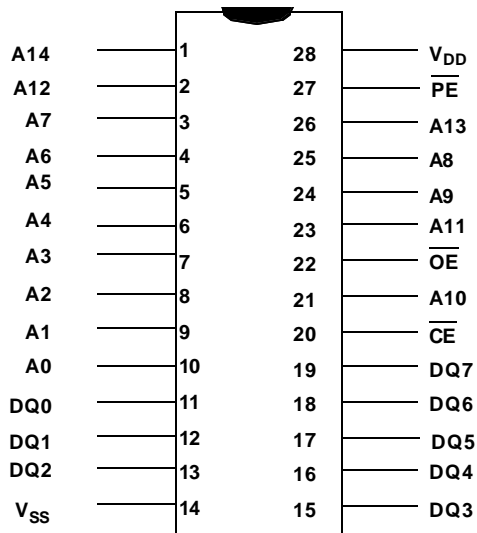 A14 1 28 VDD
A12 2 27 PE
A7 3 26 A13
A6 4 25 A8
A5 5 24 A9
A4 6 23 A11
A3 7 22 OE
A2 8 21 A10
A1 9 20 CE
A0 10 19 DQ7
DQ0 11 18 DQ6
DQ1 12 17 DQ5
DQ2 13 16 DQ4
VSS 14 15 DQ3